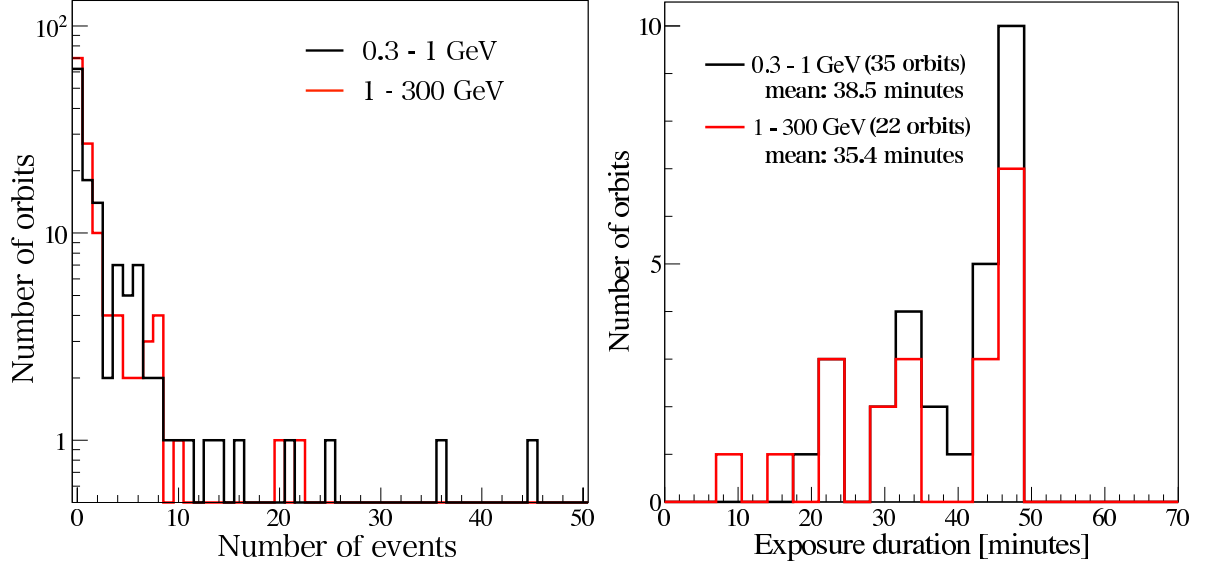 10²
10
1
Number of orbits
0.3 - 1 GeV
1 - 300 GeV
0 10 20 30 40 50
Number of events
10
5
0
Number of orbits
0.3 - 1 GeV (35 orbits)
mean: 38.5 minutes
1 - 300 GeV (22 orbits)
mean: 35.4 minutes
0 10 20 30 40 50 60 70
Exposure duration [minutes]